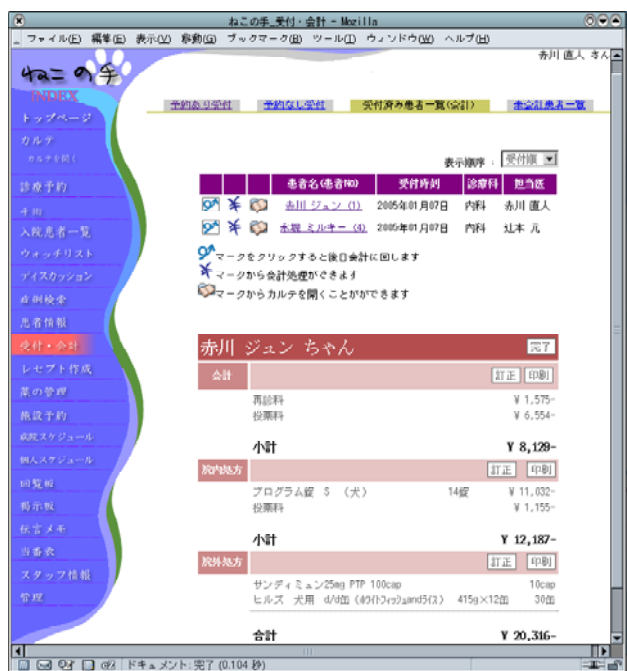 ねこの手_受付・会計 - Mozilla
ファイル(F) 編集(E) 表示(V) 移動(G) ブックマーク(B) ツール(T) ウィンドウ(W) ヘルプ(H)
赤川 直人 さん
ねこの手
INDEX
トップページ
カルテ
カルテを開く
診療予約
手術
入院患者一覧
ウォッチリスト
ディスカッション
症例検索
患者情報
受付・会計
レセプト作成
薬の管理
施設予約
病院スケジュール
個人スケジュール
回覧板
掲示板
伝言メモ
当番表
スタッフ情報
管理
予約あり受付 予約なし受付 受付済み患者一覧(会計) 未会計患者一覧
表示順序 : 受付順
患者名(患者NO) 受付時刻 診療科 担当医
赤川 ジュン (1) 2005年01月07日 内科 赤川 直人
ミルキー (4) 2005年01月07日 内科 辻本 元
マークをクリックすると後日会計に回します
マークから会計処理ができます
マークからカルテを開くことができます
赤川 ジュン ちゃん 完了
会計 訂正 印刷
再診料 ¥ 1,575-
投薬料 ¥ 6,554-
小計 ¥ 8,129-
院内処方 訂正 印刷
プログラム錠 S (犬) 14錠 ¥ 11,032-
投薬料 ¥ 1,155-
小計 ¥ 12,187-
院外処方 訂正 印刷
サンディミュン25mg PTP 100cap 10cap
ヒルズ 犬用 d/d缶 (ホワイトフィッシュandライス) 415g×12缶 30缶
合計 ¥ 20,316-
ドキュメント: 完了 (0.104 秒)